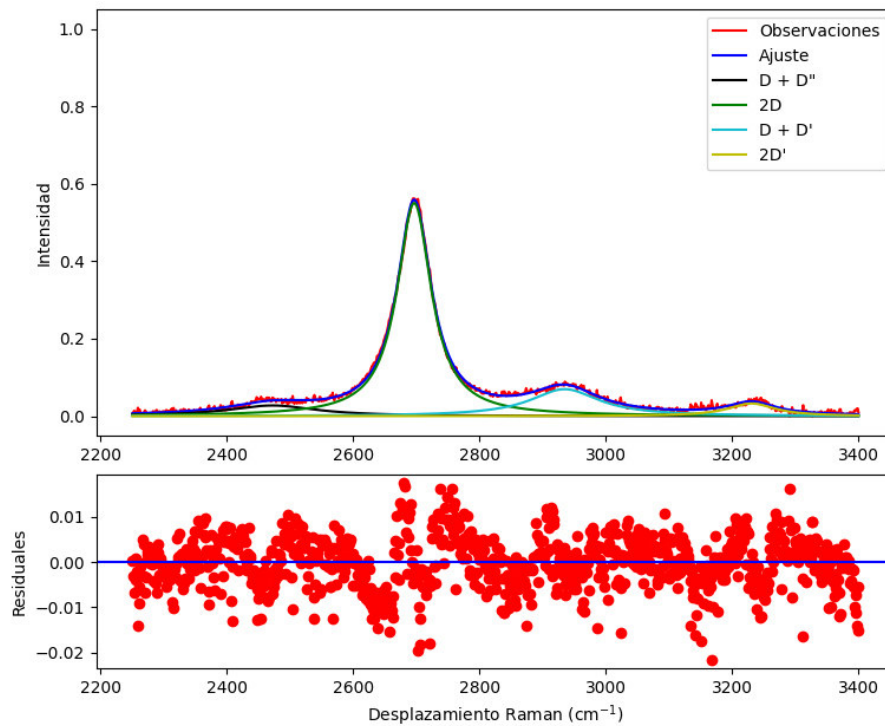 1.0
0.8
0.6
0.4
0.2
0.0
Intensidad
Observaciones
Ajuste
D + D"
2D
D + D'
2D'
2200 2400 2600 2800 3000 3200 3400
0.01
0.00
−0.01
−0.02
Residuales
2200 2400 2600 2800 3000 3200 3400
Desplazamiento Raman (cm⁻¹)